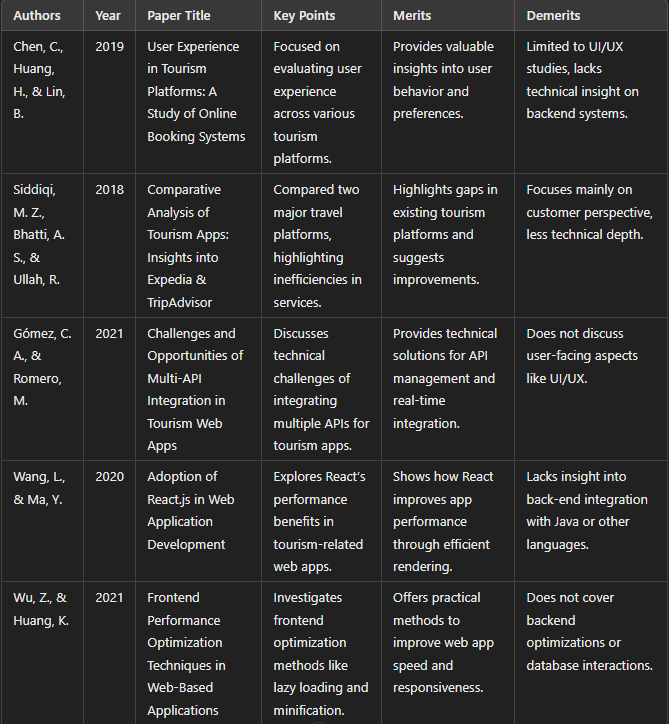 Authors Year Paper Title Key Points Merits Demerits
Chen, C., 2019 User Experience Focused on Provides valuable Limited to UI/UX
Huang, in Tourism evaluating user insights into user studies, lacks
H., & Lin, Platforms: A experience behavior and technical insight on
B. Study of Online across various preferences. backend systems.
Booking Systems tourism
platforms.
Siddiqi, 2018 Comparative Compared two Highlights gaps in Focuses mainly on
M. Z., Analysis of major travel existing tourism customer perspective,
Bhatti, A. Tourism Apps: platforms, platforms and less technical depth.
S., & Insights into highlighting suggests
Ullah, R. Expedia & inefficiencies in improvements.
TripAdvisor services.
Gómez, C. 2021 Challenges and Discusses Provides technical Does not discuss
A., & Opportunities of technical solutions for API user-facing aspects
Romero, Multi-API challenges of management and like UI/UX.
M. Integration in integrating real-time
Tourism Web multiple APIs for integration.
Apps tourism apps.
Wang, L., 2020 Adoption of Explores React's Shows how React Lacks insight into
& Ma, Y. React.js in Web performance improves app back-end integration
Application benefits in performance with Java or other
Development tourism-related through efficient languages.
web apps. rendering.
Wu, Z., & 2021 Frontend Investigates Offers practical Does not cover
Huang, K. Performance frontend methods to backend
Optimization optimization improve web app optimizations or
Techniques in methods like speed and database interactions.
Web-Based lazy loading and responsiveness.
Applications minification.